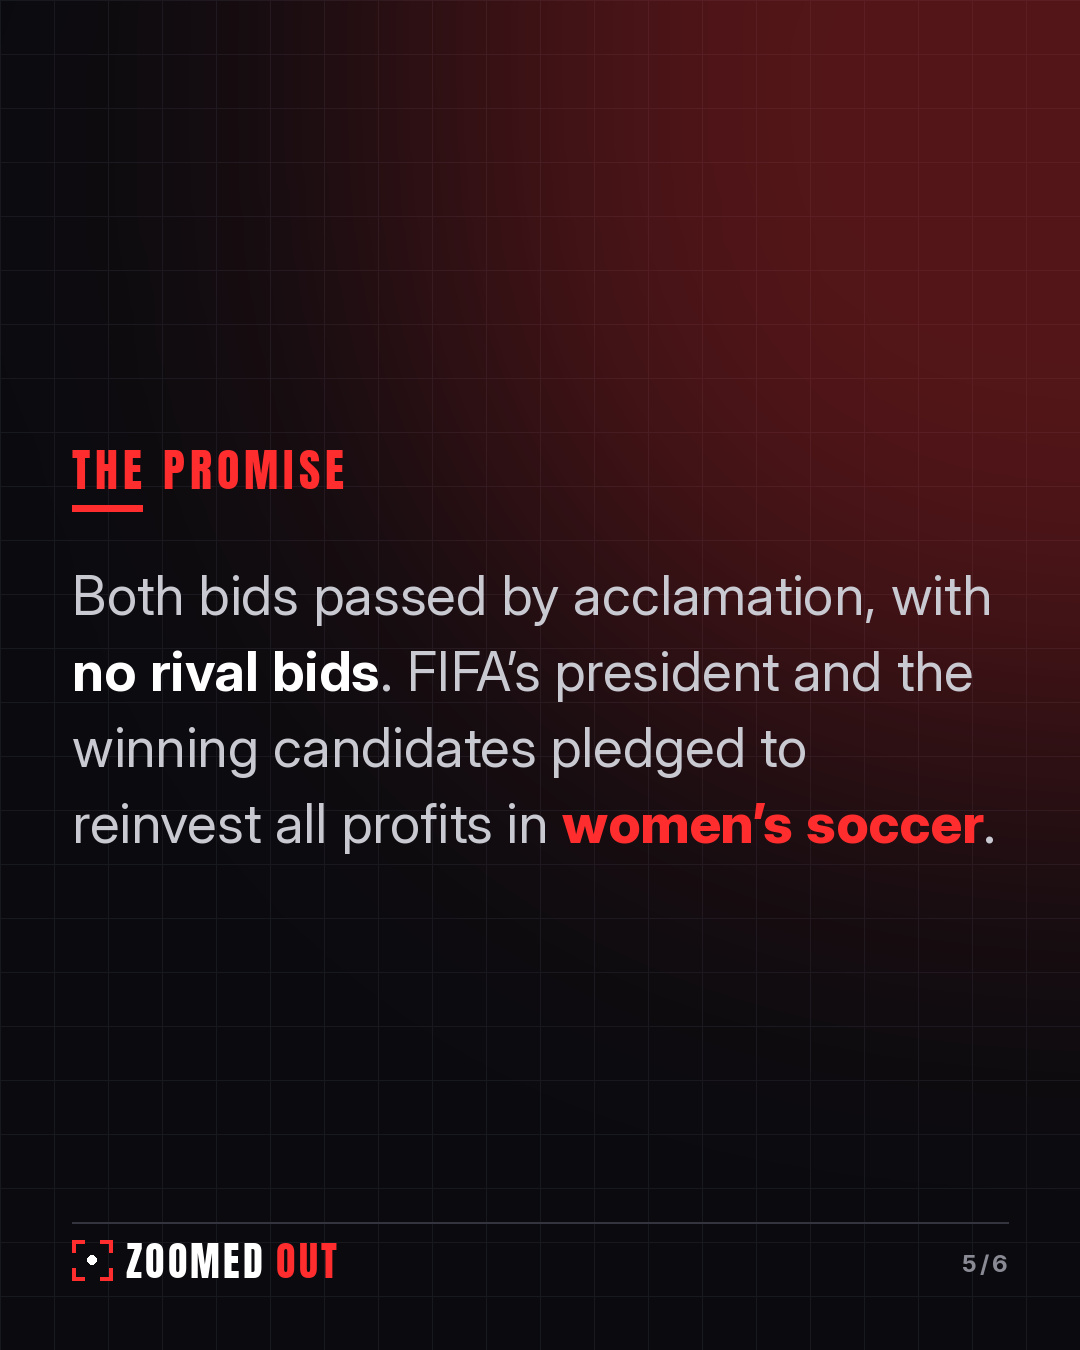 THE PROMISE
Both bids passed by acclamation, with
no rival bids. FIFA’s president and the
winning candidates pledged to
reinvest all profits in women’s soccer.
ZOOMED OUT
5/6